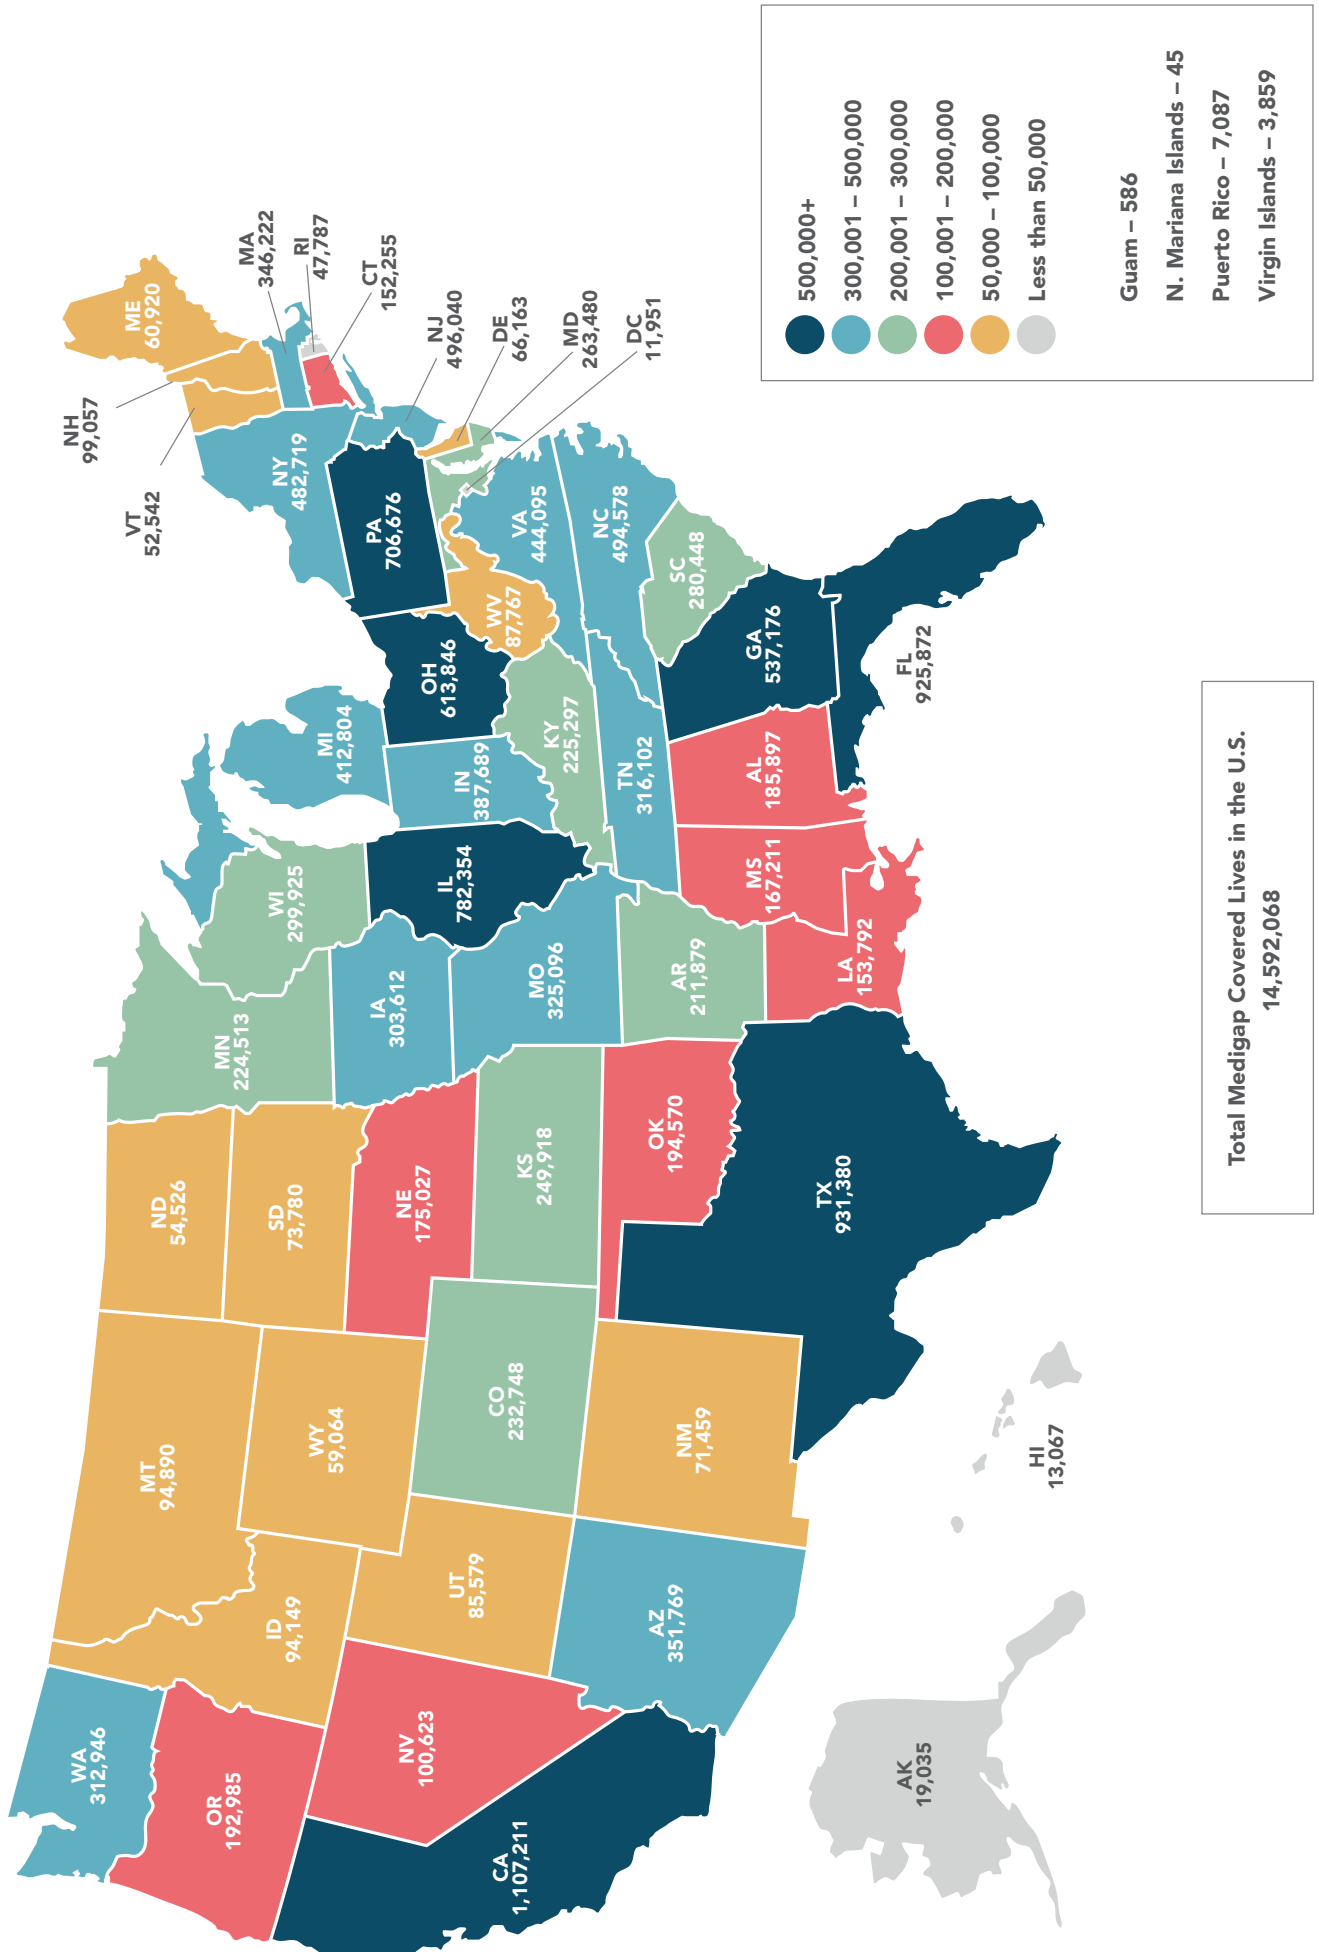 WA
312,946
OR
192,985
CA
1,107,211
NV
100,623
ID
94,149
MT
94,890
WY
59,064
UT
85,579
AZ
351,769
CO
232,748
NM
71,459
ND
54,526
SD
73,780
NE
175,027
KS
249,918
OK
194,570
TX
931,380
MN
224,513
IA
303,612
MO
325,096
AR
211,879
LA
153,792
WI
299,925
IL
782,354
MI
412,804
IN
387,689
OH
613,846
KY
225,297
TN
316,102
MS
167,211
AL
185,897
GA
537,176
FL
925,872
SC
280,448
NC
494,578
VA
444,095
WV
87,767
PA
706,676
NY
482,719
VT
52,542
NH
99,057
ME
60,920
MA
346,222
RI
47,787
CT
152,255
NJ
496,040
DE
66,163
MD
263,480
DC
11,951
AK
19,035
HI
13,067
Total Medigap Covered Lives in the U.S.
14,592,068
500,000+
300,001 – 500,000
200,001 – 300,000
100,001 – 200,000
50,000 – 100,000
Less than 50,000
Guam – 586
N. Mariana Islands – 45
Puerto Rico – 7,087
Virgin Islands – 3,859